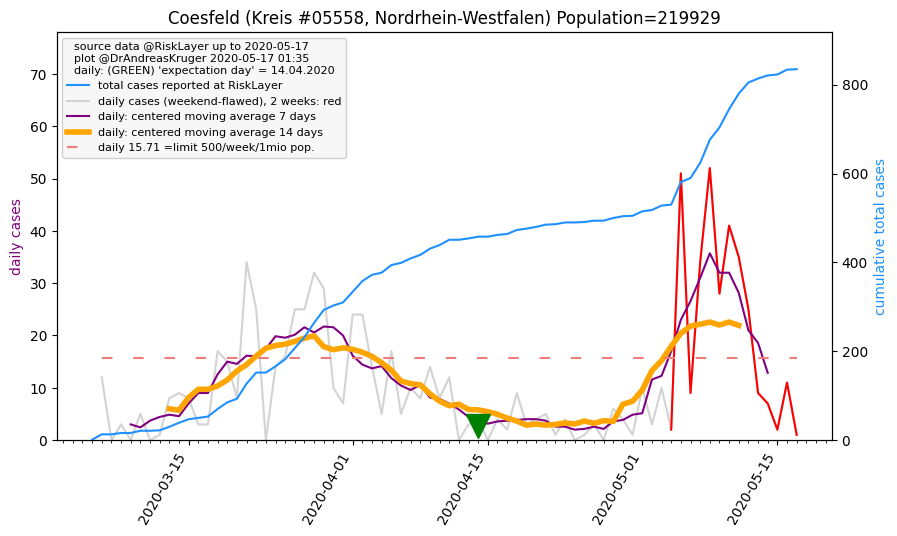 Coesfeld (Kreis #05558, Nordrhein-Westfalen) Population=219929
source data @RiskLayer up to 2020-05-17
plot @DrAndreasKruger 2020-05-17 01:35
daily: (GREEN) 'expectation day' = 14.04.2020
total cases reported at RiskLayer
daily cases (weekend-flawed), 2 weeks: red
daily: centered moving average 7 days
daily: centered moving average 14 days
daily 15.71 =limit 500/week/1mio pop.
daily cases
70
60
50
40
30
20
10
0
cumulative total cases
800
600
400
200
0
2020-03-15
2020-04-01
2020-04-15
2020-05-01
2020-05-15